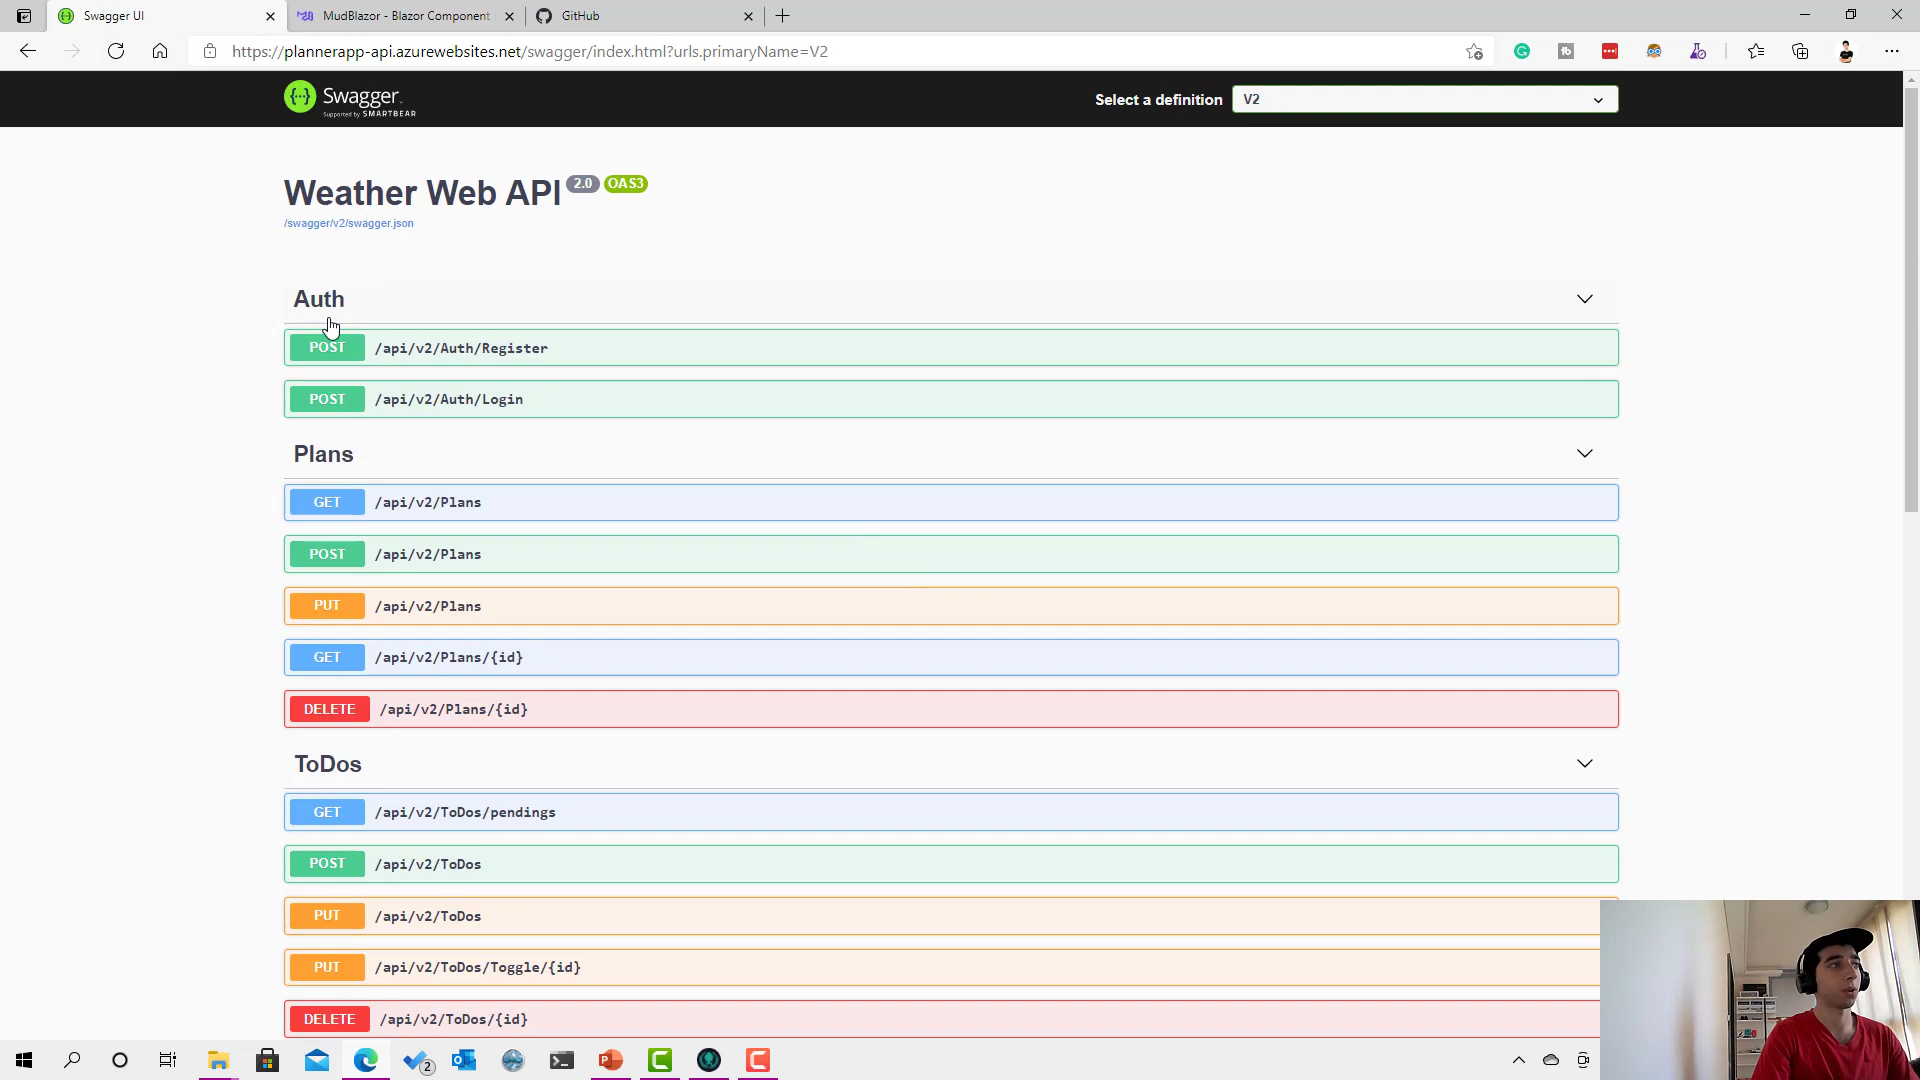 Swagger UI
MudBlazor - Blazor Component
GitHub
https://plannerapp-api.azurewebsites.net/swagger/index.html?urls.primaryName=V2
Swagger
Supported by SMARTBEAR
Select a definition
V2
Weather Web API 2.0 OAS3
/swagger/v2/swagger.json
Auth
POST /api/v2/Auth/Register
POST /api/v2/Auth/Login
Plans
GET /api/v2/Plans
POST /api/v2/Plans
PUT /api/v2/Plans
GET /api/v2/Plans/{id}
DELETE /api/v2/Plans/{id}
ToDos
GET /api/v2/ToDos/pendings
POST /api/v2/ToDos
PUT /api/v2/ToDos
PUT /api/v2/ToDos/Toggle/{id}
DELETE /api/v2/ToDos/{id}
2